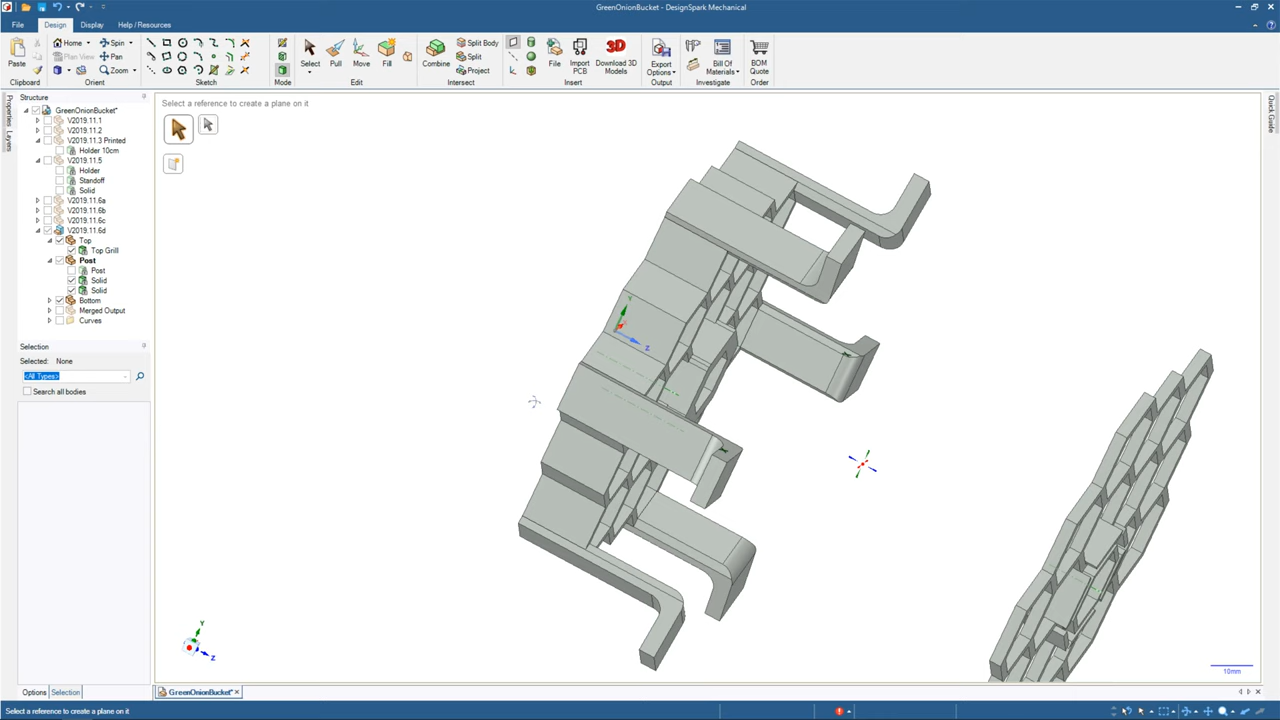 GreenOnionBucket - DesignSpark Mechanical
File Design Display Help / Resources
Paste
Home Spin
Plan View Pan
Zoom
Select Pull Move Fill
Combine
Split Body
Split
Project
File Import PCB Download 3D Models
Export Options
Bill Of Materials
BOM Quote
Clipboard Orient Sketch Mode Edit Intersect Insert Output Investigate Order
Structure
Select a reference to create a plane on it
Properties
Layers
Quick Guide
GreenOnionBucket*
V2019.11.1
V2019.11.2
V2019.11.3 Printed
Holder 10cm
V2019.11.5
Holder
Standoff
Solid
V2019.11.6a
V2019.11.6b
V2019.11.6c
V2019.11.6d
Top
Top Grill
Post
Post
Solid
Solid
Bottom
Merged Output
Curves
Selection
Selected: None
<All Types>
Search all bodies
Y
Z
Y
Z
10mm
Options Selection
GreenOnionBucket*
Select a reference to create a plane on it